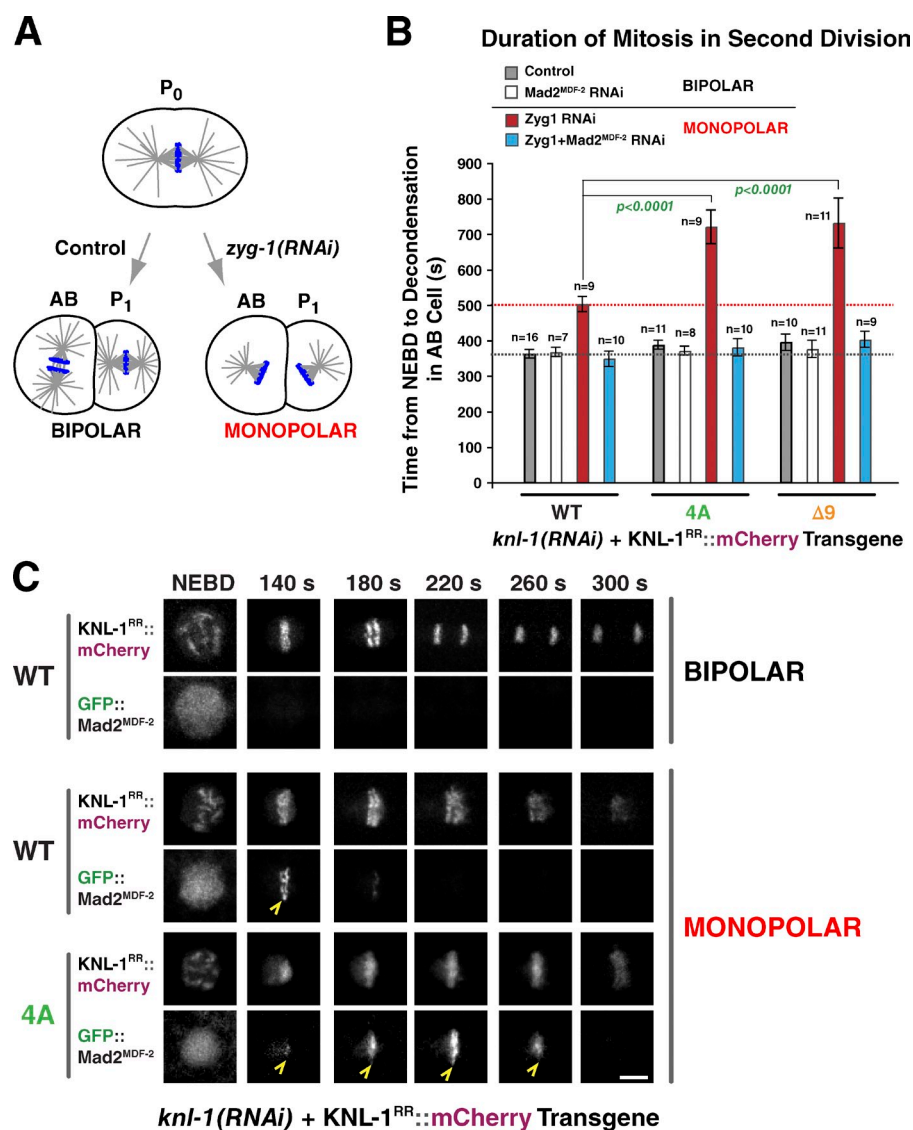 A
P0
Control
zyg-1(RNAi)
AB P1
AB P1
BIPOLAR
MONOPOLAR
B
Duration of Mitosis in Second Division
Control
Mad2MDF-2 RNAi
BIPOLAR
Zyg1 RNAi
Zyg1+Mad2MDF-2 RNAi
MONOPOLAR
Time from NEBD to Decondensation
in AB Cell (s)
900
800
700
600
500
400
300
200
100
0
p<0.0001
p<0.0001
n=16
n=7
n=9
n=10
n=11
n=8
n=9
n=10
n=10
n=11
n=11
n=9
WT
4A
Δ9
knl-1(RNAi) + KNL-1RR::mCherry Transgene
C
NEBD 140 s 180 s 220 s 260 s 300 s
WT
KNL-1RR::
mCherry
GFP::
Mad2MDF-2
BIPOLAR
WT
KNL-1RR::
mCherry
GFP::
Mad2MDF-2
4A
KNL-1RR::
mCherry
GFP::
Mad2MDF-2
MONOPOLAR
knl-1(RNAi) + KNL-1RR::mCherry Transgene